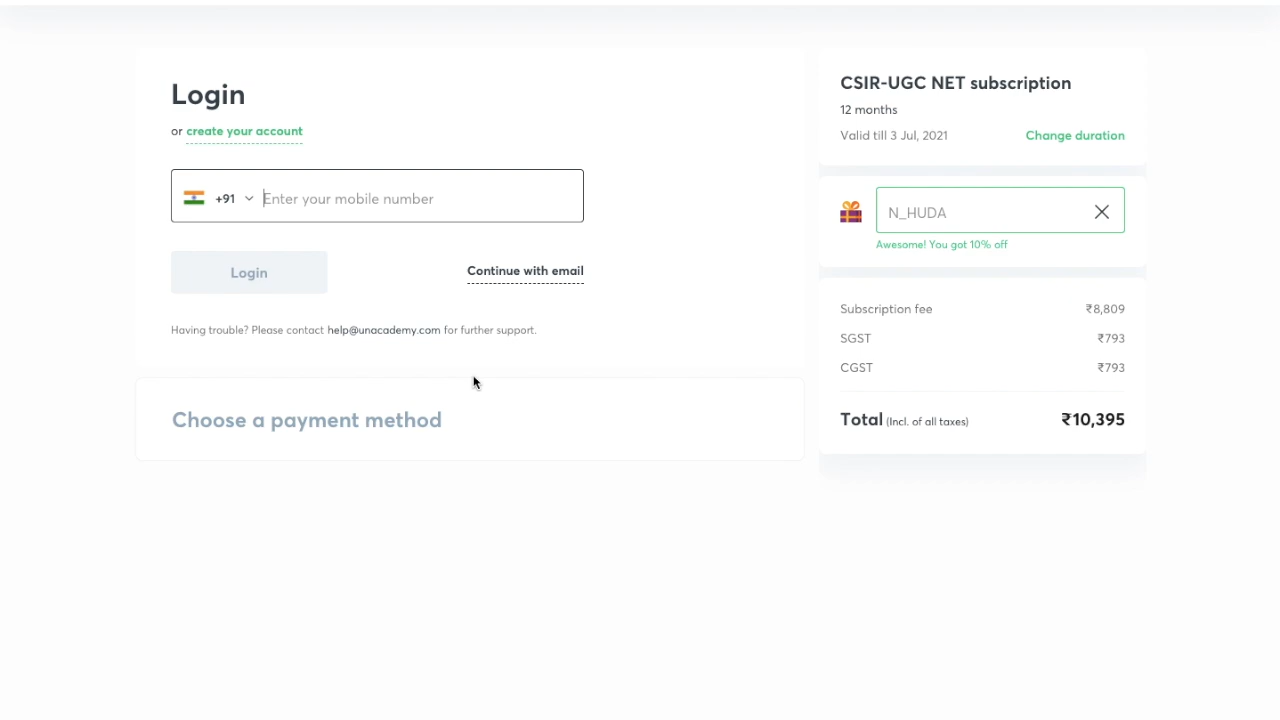 Login
or create your account
+91 Enter your mobile number
Login
Continue with email
Having trouble? Please contact help@unacademy.com for further support.
Choose a payment method
CSIR-UGC NET subscription
12 months
Valid till 3 Jul, 2021
Change duration
N_HUDA
Awesome! You got 10% off
Subscription fee ₹8,809
SGST ₹793
CGST ₹793
Total (Incl. of all taxes) ₹10,395